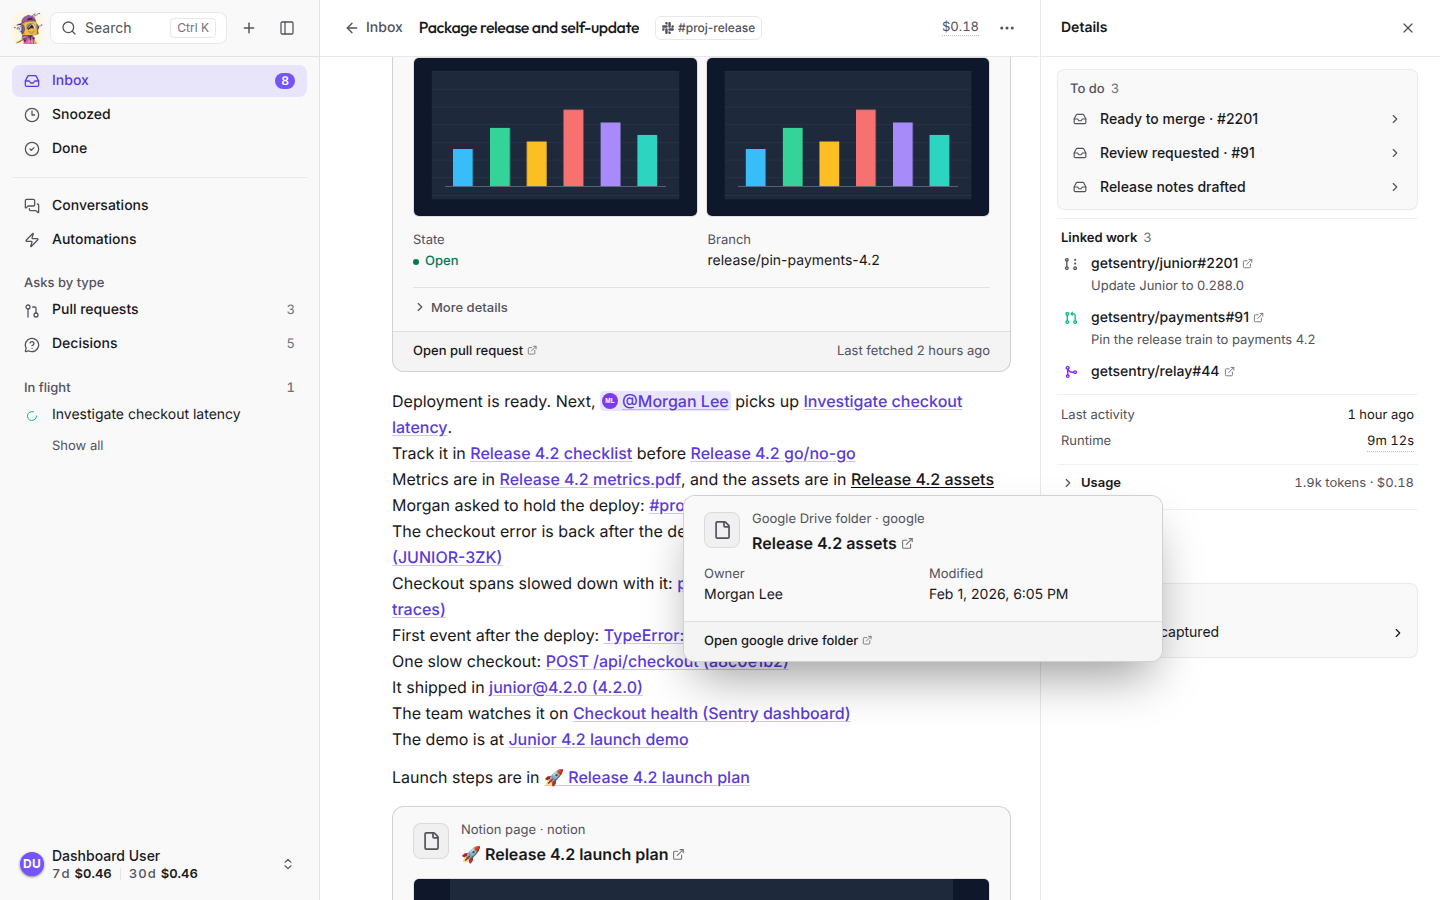 Search
Ctrl K
Inbox
8
Snoozed
Done
Conversations
Automations
Asks by type
Pull requests
3
Decisions
5
In flight
1
Investigate checkout latency
Show all
DU
Dashboard User
7d $0.46
30d $0.46
Inbox
Package release and self-update
#proj-release
$0.18
State
Open
Branch
release/pin-payments-4.2
More details
Open pull request
Last fetched 2 hours ago
Deployment is ready. Next, ML @Morgan Lee picks up Investigate checkout
latency.
Track it in Release 4.2 checklist before Release 4.2 go/no-go
Metrics are in Release 4.2 metrics.pdf, and the assets are in Release 4.2 assets
Morgan asked to hold the deploy: #pro
The checkout error is back after the de
(JUNIOR-3ZK)
Checkout spans slowed down with it:
traces)
First event after the deploy: TypeError:
One slow checkout: POST /api/checkout
It shipped in junior@4.2.0 (4.2.0)
The team watches it on Checkout health (Sentry dashboard)
The demo is at Junior 4.2 launch demo
Launch steps are in 🚀 Release 4.2 launch plan
Notion page · notion
🚀 Release 4.2 launch plan
Google Drive folder · google
Release 4.2 assets
Owner
Morgan Lee
Modified
Feb 1, 2026, 6:05 PM
Open google drive folder
Details
To do 3
Ready to merge · #2201
Review requested · #91
Release notes drafted
Linked work 3
getsentry/junior#2201
Update Junior to 0.288.0
getsentry/payments#91
Pin the release train to payments 4.2
getsentry/relay#44
Last activity
1 hour ago
Runtime
9m 12s
Usage
1.9k tokens · $0.18
captured